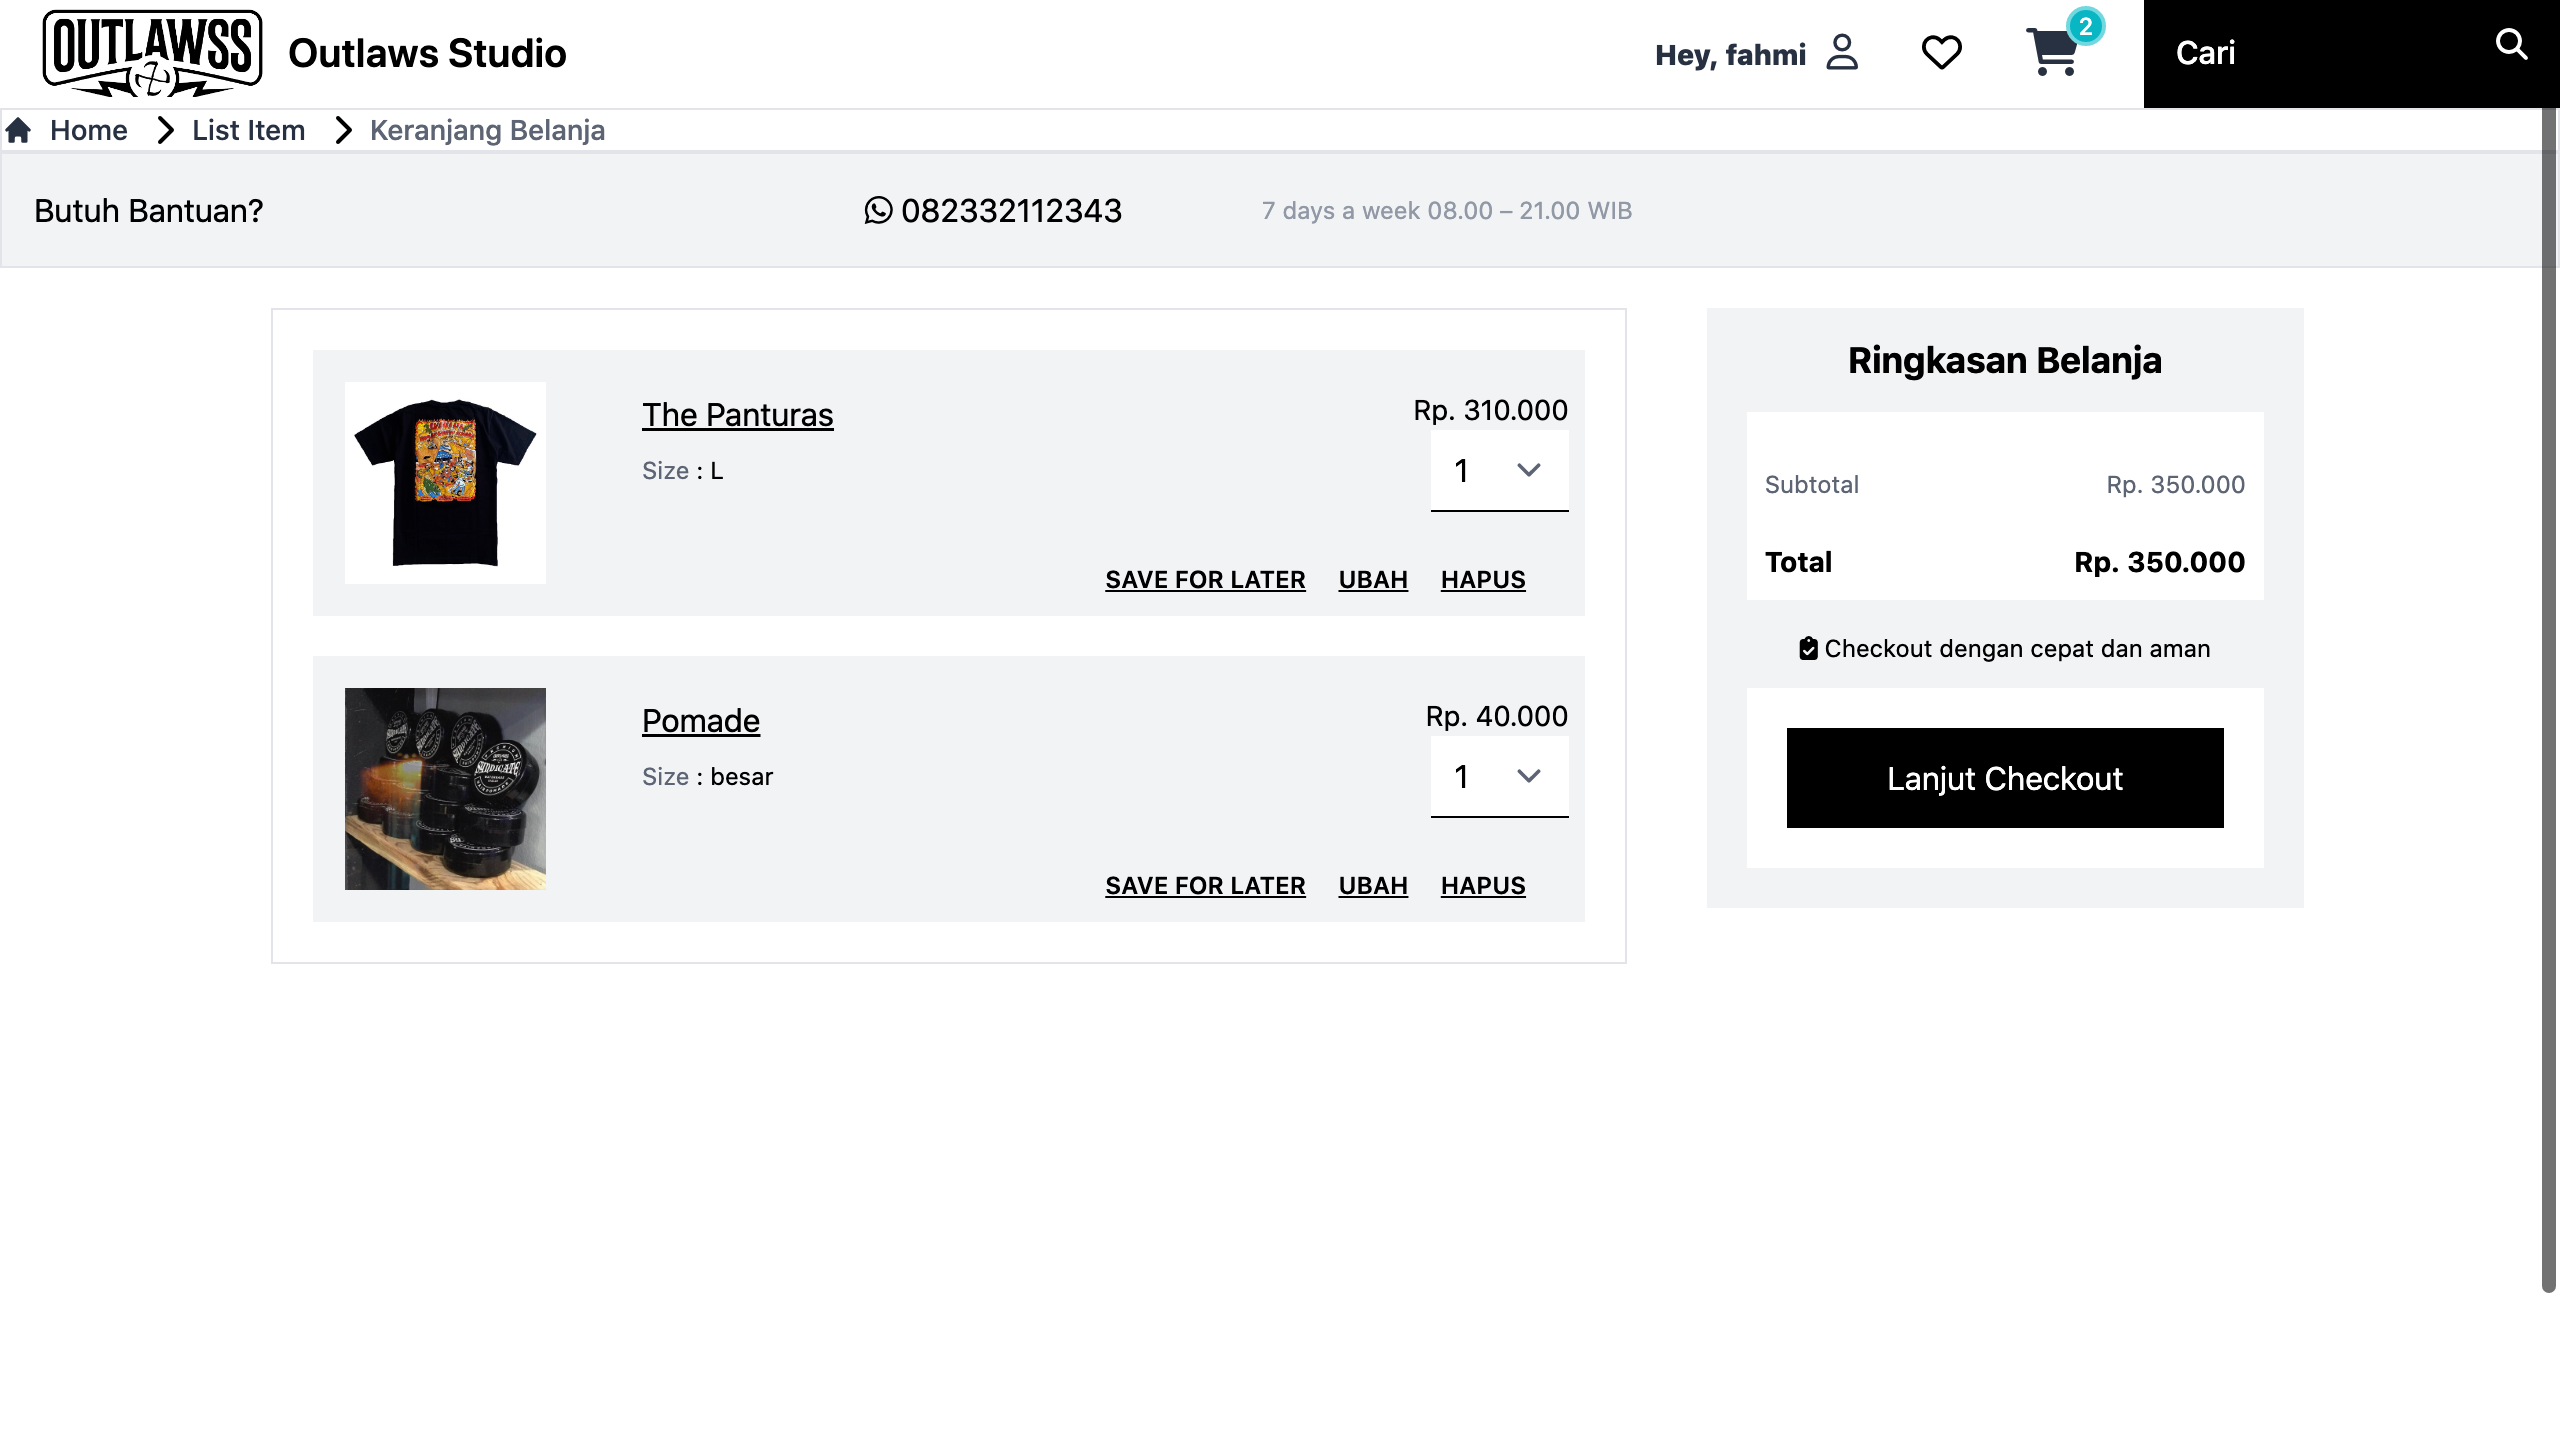 OUTLAWSS
Outlaws Studio
Hey, fahmi
2
Cari
Home
List Item
Keranjang Belanja
Butuh Bantuan?
082332112343
7 days a week 08.00 – 21.00 WIB
The Panturas
Rp. 310.000
Size : L
1
SAVE FOR LATER
UBAH
HAPUS
Pomade
Rp. 40.000
Size : besar
1
SAVE FOR LATER
UBAH
HAPUS
SYNDICATE
Ringkasan Belanja
Subtotal
Rp. 350.000
Total
Rp. 350.000
Checkout dengan cepat dan aman
Lanjut Checkout